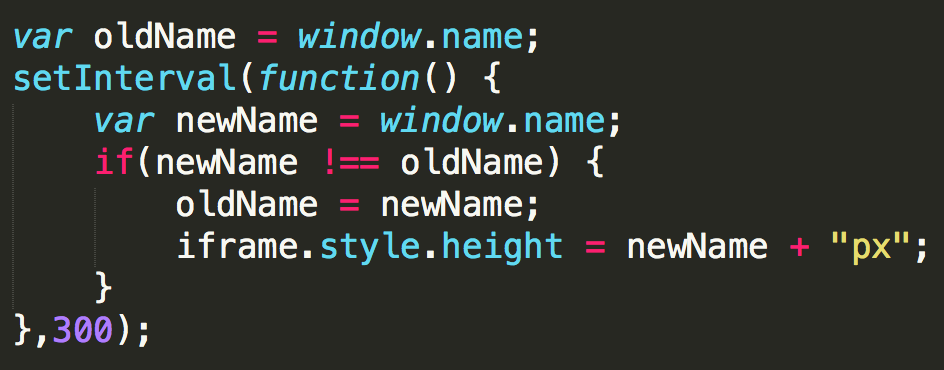 var oldName = window.name;
setInterval(function() {
    var newName = window.name;
    if(newName !== oldName) {
        oldName = newName;
        iframe.style.height = newName + "px";
    }
},300);